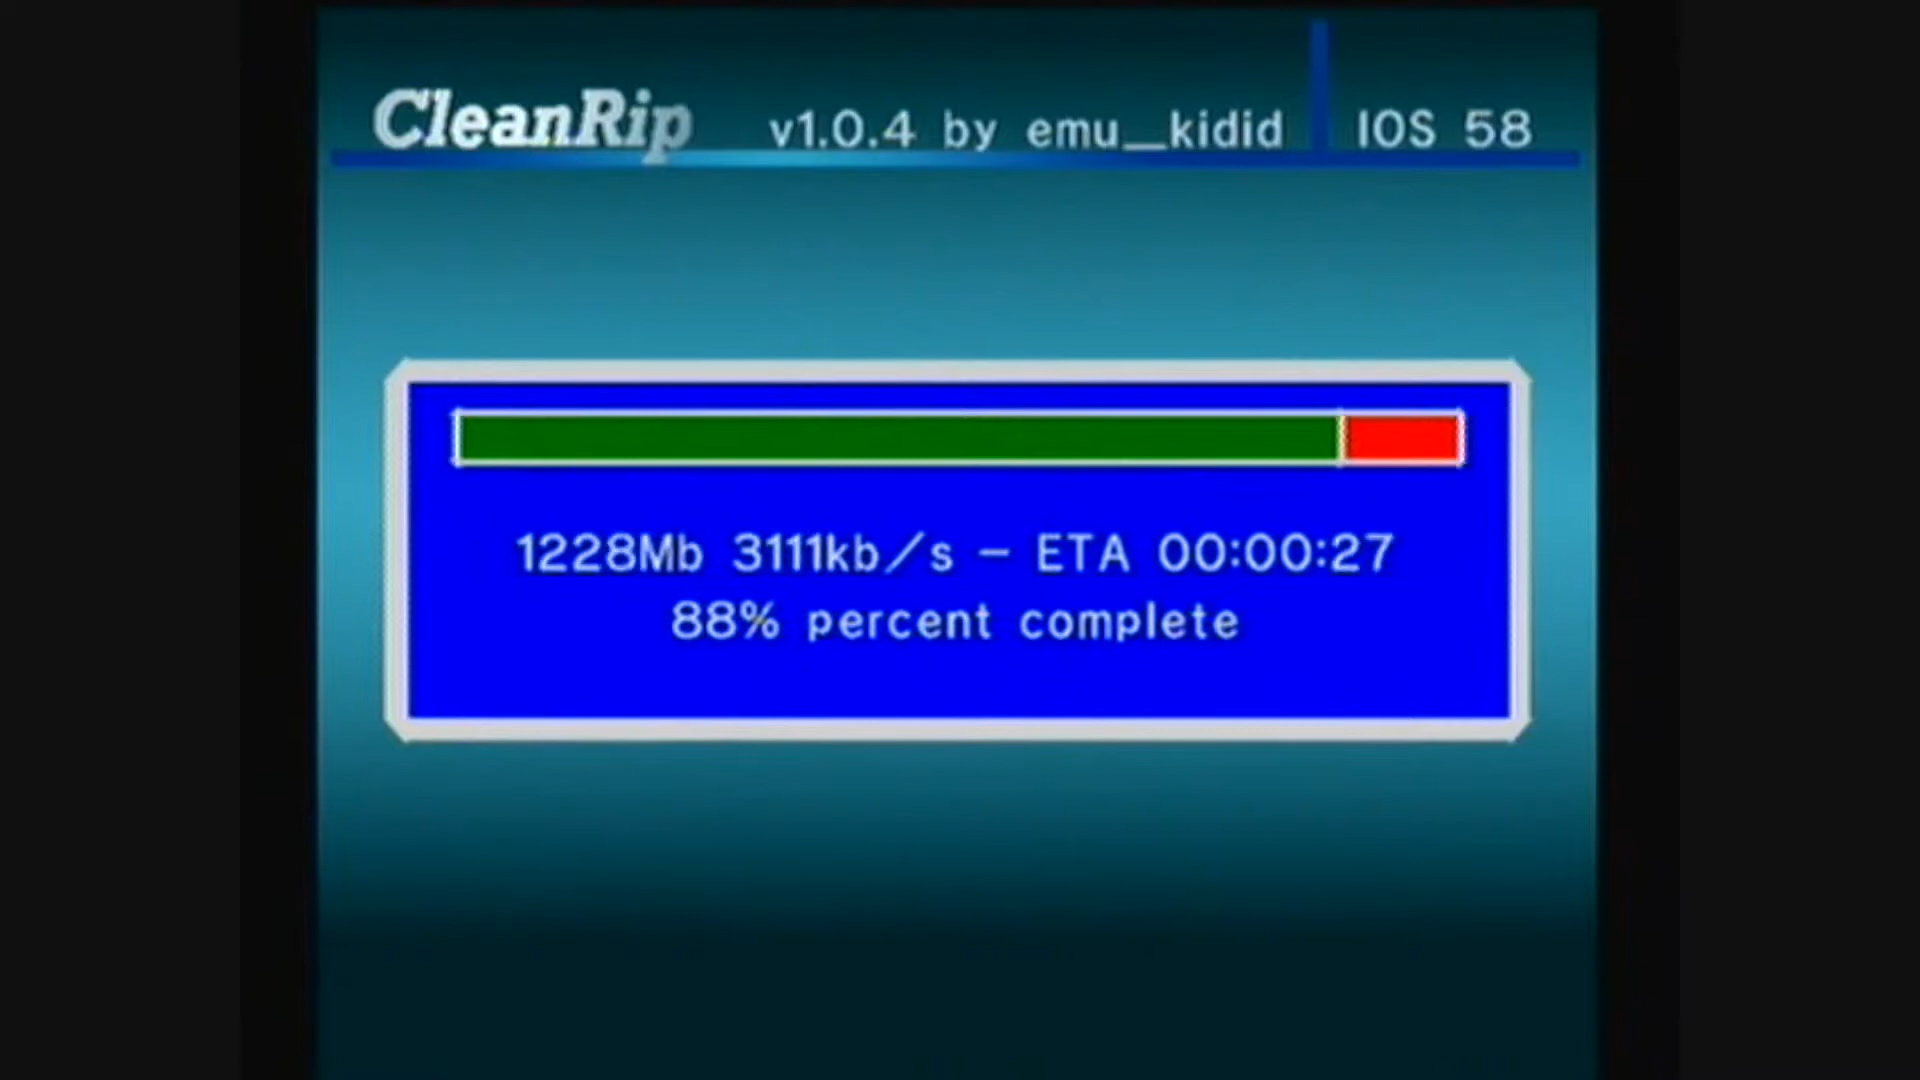 CleanRip v1.0.4 by emu_kidid IOS 58
1228Mb 3111kb/s - ETA 00:00:27
88% percent complete